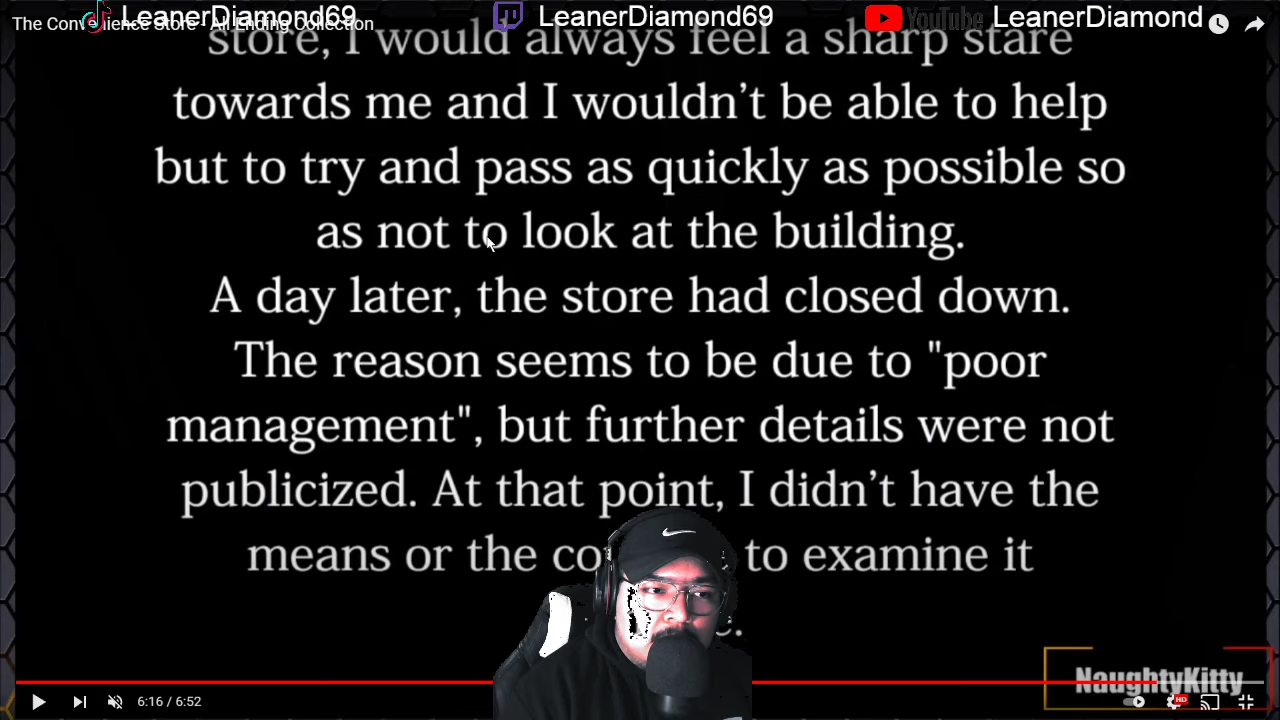 LeanerDiamond69 LeanerDiamond69 YouTube LeanerDiamond
The Convenience Store - All Ending Collection
store, I would always feel a sharp stare
towards me and I wouldn't be able to help
but to try and pass as quickly as possible so
as not to look at the building.
A day later, the store had closed down.
The reason seems to be due to "poor
management", but further details were not
publicized. At that point, I didn't have the
means or the to examine it
NaughtyKitty
6:16 / 6:52
HD